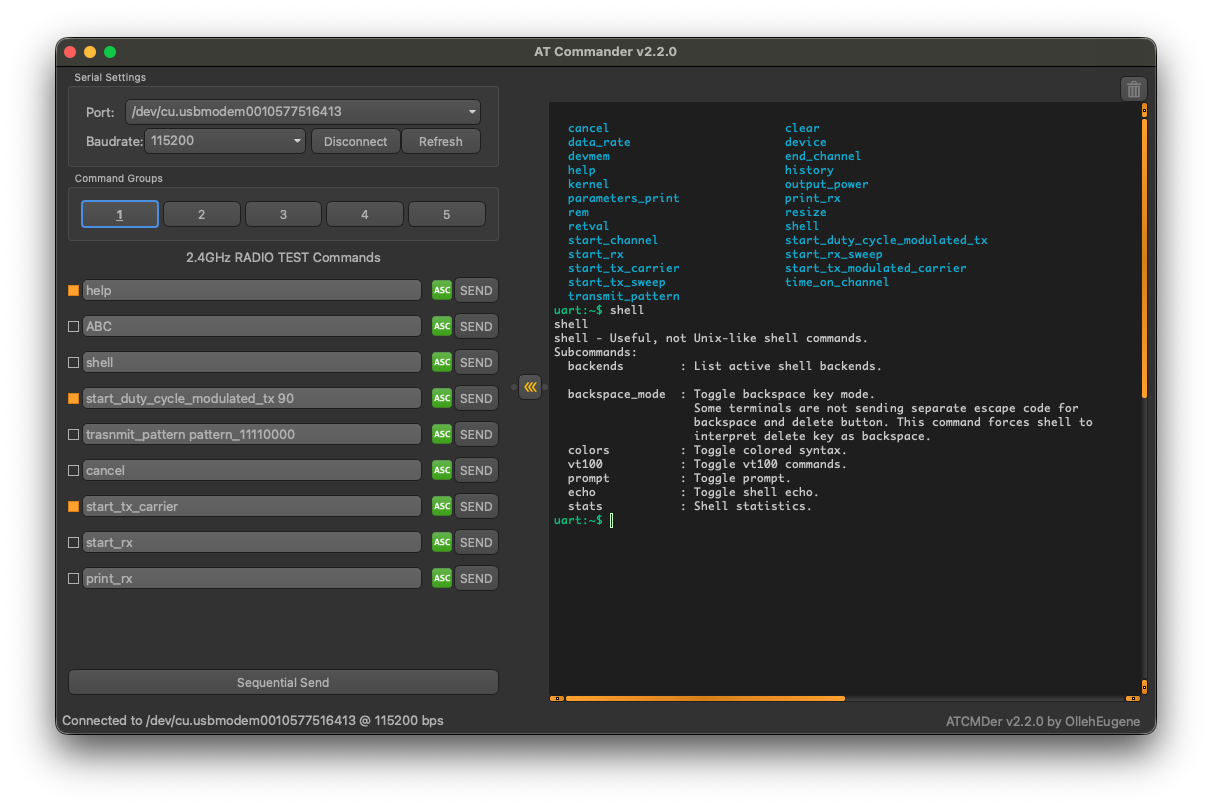 AT Commander v2.2.0
Serial Settings
Port: /dev/cu.usbmodem0010577516413
Baudrate: 115200 Disconnect Refresh
Command Groups
1 2 3 4 5
2.4GHz RADIO TEST Commands
help ASC SEND
ABC ASC SEND
shell ASC SEND
start_duty_cycle_modulated_tx 90 ASC SEND
trasnmit_pattern pattern_11110000 ASC SEND
cancel ASC SEND
start_tx_carrier ASC SEND
start_rx ASC SEND
print_rx ASC SEND
Sequential Send
Connected to /dev/cu.usbmodem0010577516413 @ 115200 bps
cancel clear
data_rate device
devmem end_channel
help history
kernel output_power
parameters_print print_rx
rem resize
retval shell
start_channel start_duty_cycle_modulated_tx
start_rx start_rx_sweep
start_tx_carrier start_tx_modulated_carrier
start_tx_sweep time_on_channel
transmit_pattern
uart:~$ shell
shell
shell - Useful, not Unix-like shell commands.
Subcommands:
backends : List active shell backends.
backspace_mode : Toggle backspace key mode.
Some terminals are not sending separate escape code for
backspace and delete button. This command forces shell to
interpret delete key as backspace.
colors : Toggle colored syntax.
vt100 : Toggle vt100 commands.
prompt : Toggle prompt.
echo : Toggle shell echo.
stats : Shell statistics.
uart:~$
ATCMDer v2.2.0 by OllehEugene